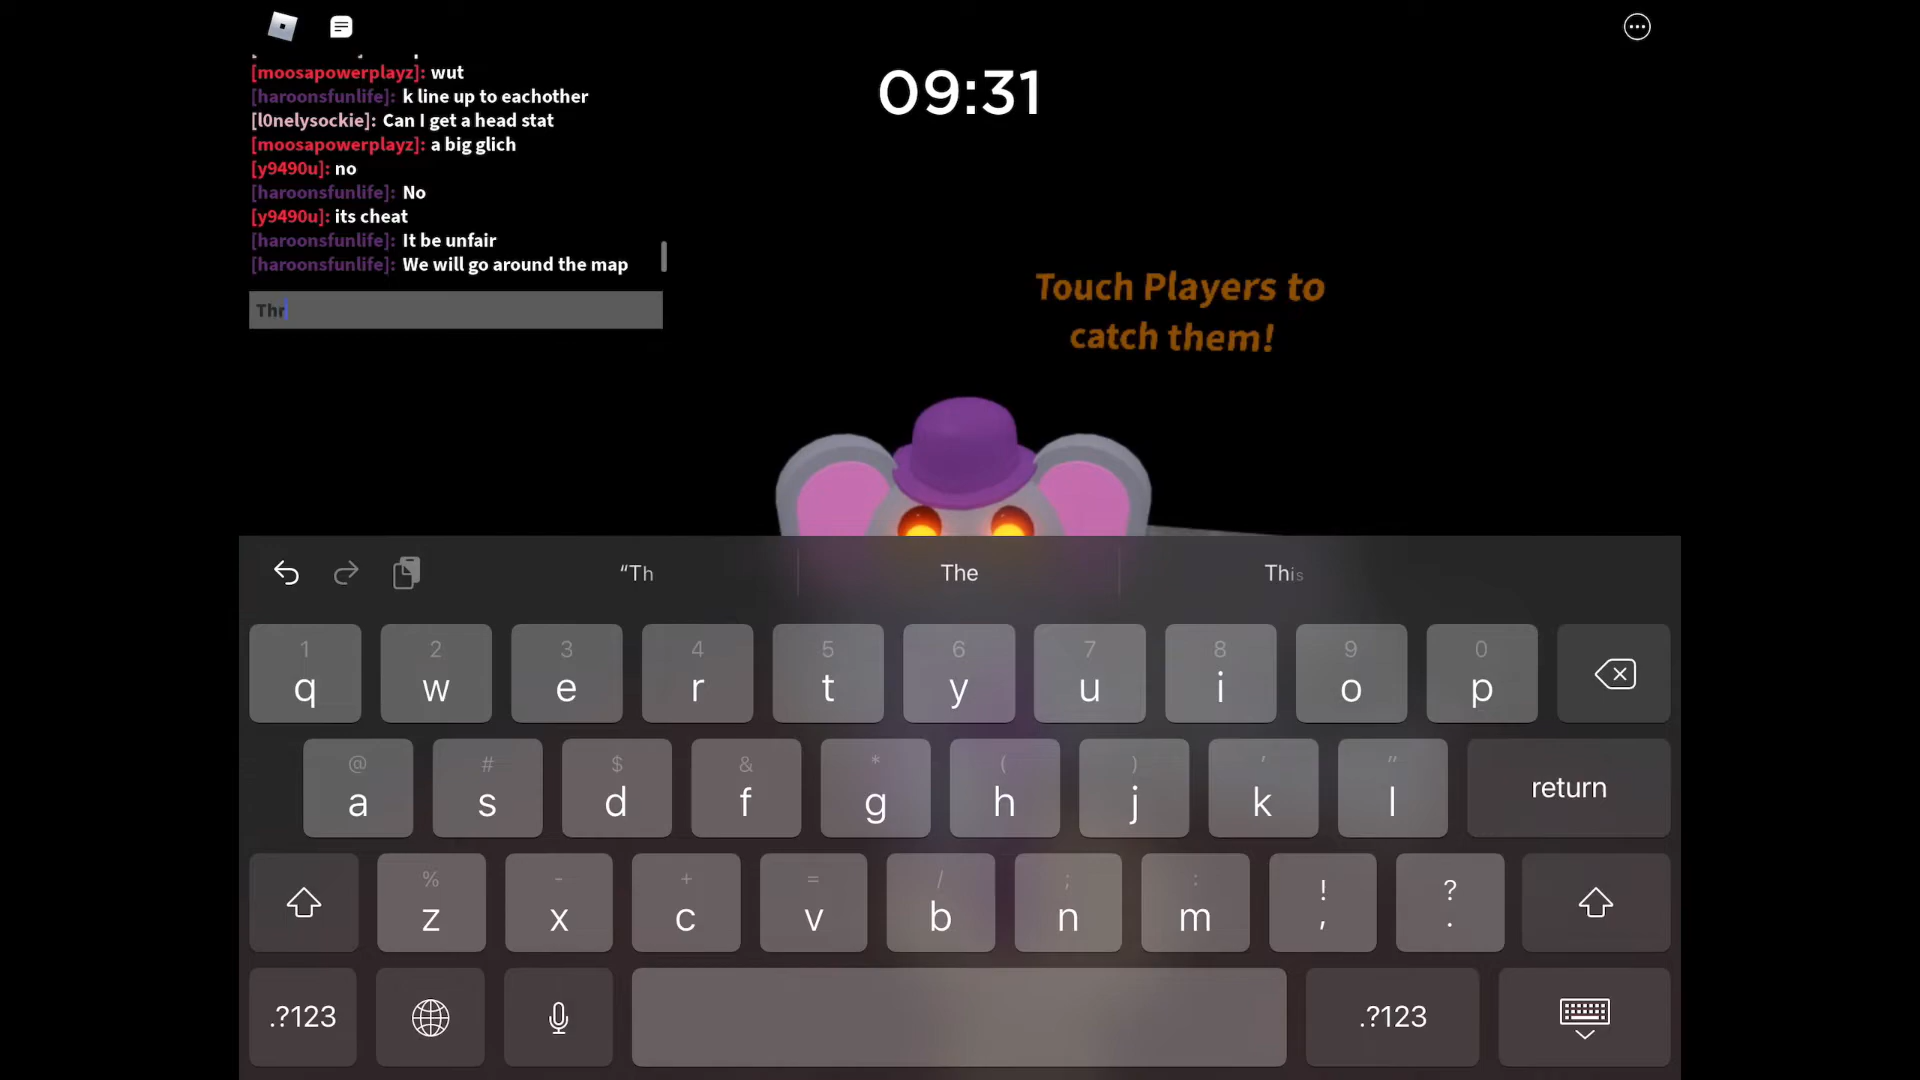 09:31
[moosapowerplayz]: wut
[haroonsfunlife]: k line up to eachother
[l0nelysockie]: Can I get a head stat
[moosapowerplayz]: a big glich
[y9490u]: no
[haroonsfunlife]: No
[y9490u]: its cheat
[haroonsfunlife]: It be unfair
[haroonsfunlife]: We will go around the map
Thr
Touch Players to
catch them!
“Th The This
1 2 3 4 5 6 7 8 9 0
q w e r t y u i o p
@ # $ & * ( ) ' "
a s d f g h j k l return
% - + = / ; : ! ?
z x c v b n m , .
.?123 .?123